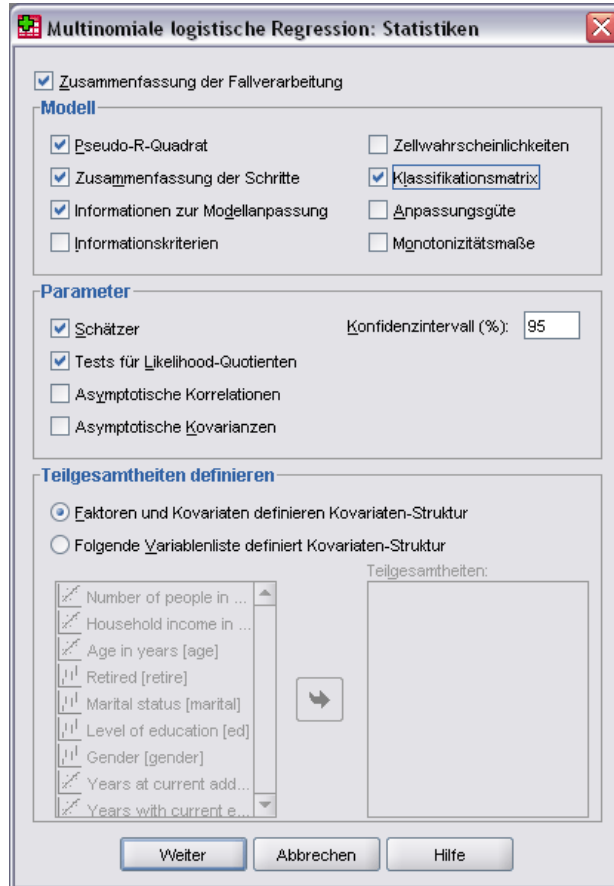 Multinomiale logistische Regression: Statistiken
Zusammenfassung der Fallverarbeitung
Modell
Pseudo-R-Quadrat
Zellwahrscheinlichkeiten
Zusammenfassung der Schritte
Klassifikationsmatrix
Informationen zur Modellanpassung
Anpassungsgüte
Informationskriterien
Monotonizitätsmaße
Parameter
Schätzer
Konfidenzintervall (%): 95
Tests für Likelihood-Quotienten
Asymptotische Korrelationen
Asymptotische Kovarianzen
Teilgesamtheiten definieren
Faktoren und Kovariaten definieren Kovariaten-Struktur
Folgende Variablenliste definiert Kovariaten-Struktur
Teilgesamtheiten:
Number of people in ...
Household income in ...
Age in years [age]
Retired [retire]
Marital status [marital]
Level of education [ed]
Gender [gender]
Years at current add...
Years with current e...
Weiter
Abbrechen
Hilfe